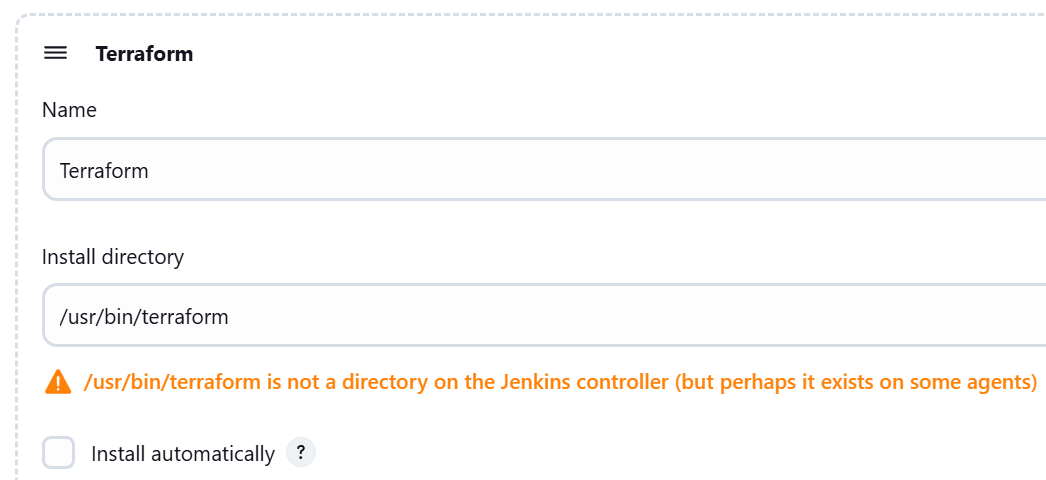 Terraform
Name
Terraform
Install directory
/usr/bin/terraform
/usr/bin/terraform is not a directory on the Jenkins controller (but perhaps it exists on some agents)
Install automatically ?